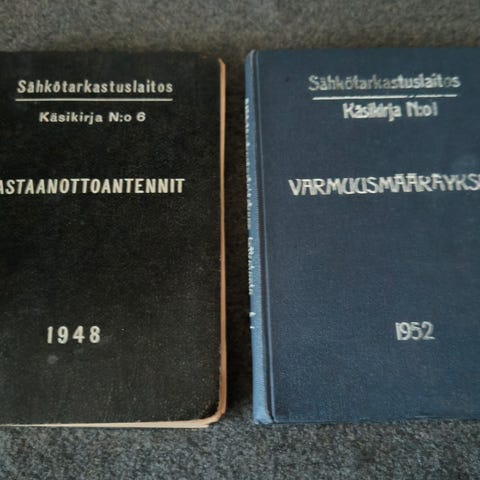 Sähkötarkastuslaitos
Käsikirja N:o 6
ASTAANOTTOANTENNIT
1948
Sähkötarkastuslaitos
Käsikirja N:o 1
VARMUUSMÄÄRÄYKS
1952